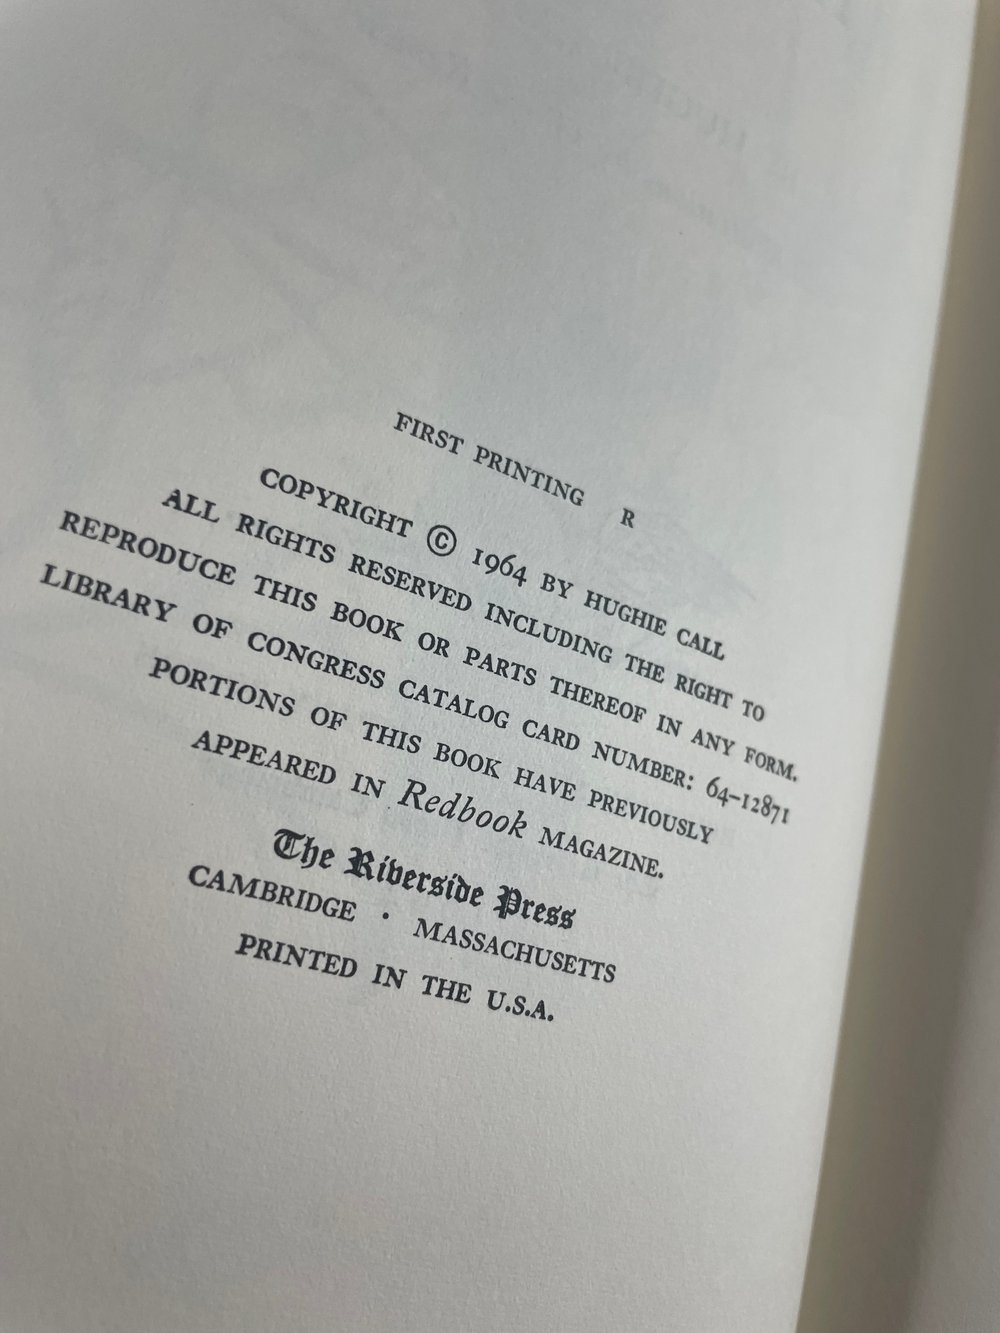 FIRST PRINTING R
COPYRIGHT © 1964 BY HUGHIE CALL
ALL RIGHTS RESERVED INCLUDING THE RIGHT TO
REPRODUCE THIS BOOK OR PARTS THEREOF IN ANY FORM.
LIBRARY OF CONGRESS CATALOG CARD NUMBER: 64-12871
PORTIONS OF THIS BOOK HAVE PREVIOUSLY
APPEARED IN Redbook MAGAZINE.
The Riverside Press
CAMBRIDGE · MASSACHUSETTS
PRINTED IN THE U.S.A.